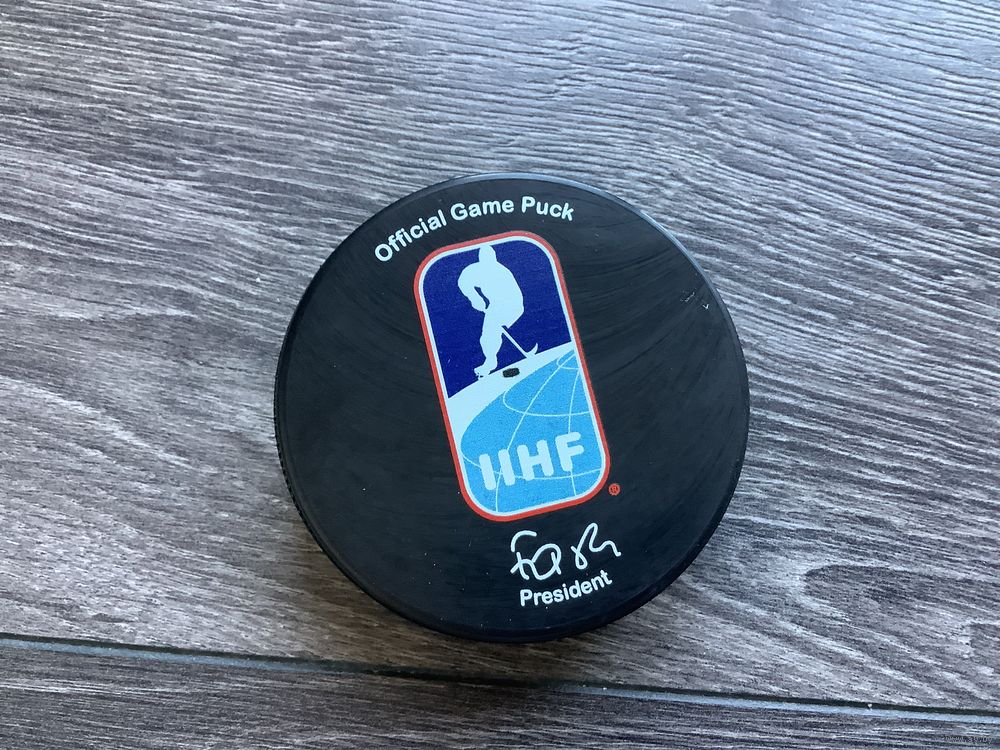 Official Game Puck
IIHF
®
President